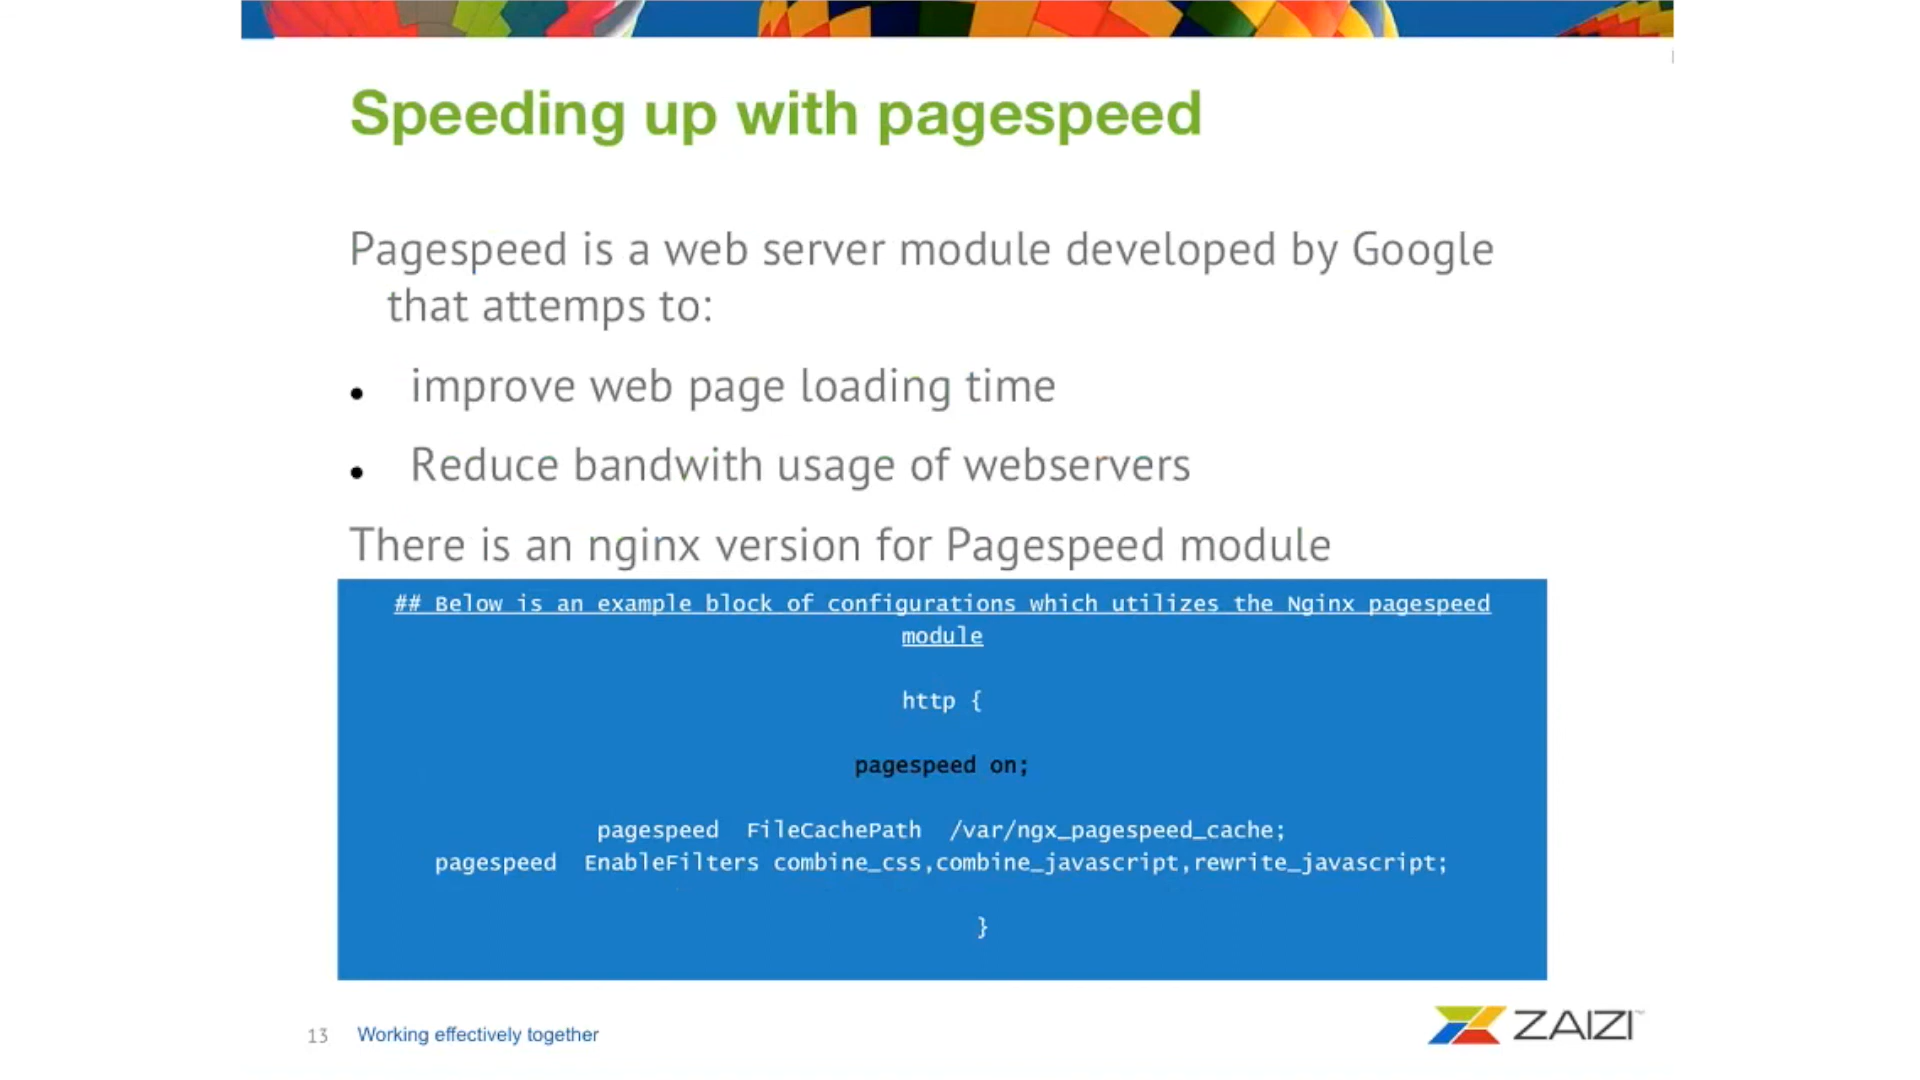 Speeding up with pagespeed
Pagespeed is a web server module developed by Google
that attemps to:
• improve web page loading time
• Reduce bandwith usage of webservers
There is an nginx version for Pagespeed module
## Below is an example block of configurations which utilizes the Nginx pagespeed
module
http {
pagespeed on;
pagespeed FileCachePath /var/ngx_pagespeed_cache;
pagespeed EnableFilters combine_css,combine_javascript,rewrite_javascript;
}
13 Working effectively together
ZAIZI™